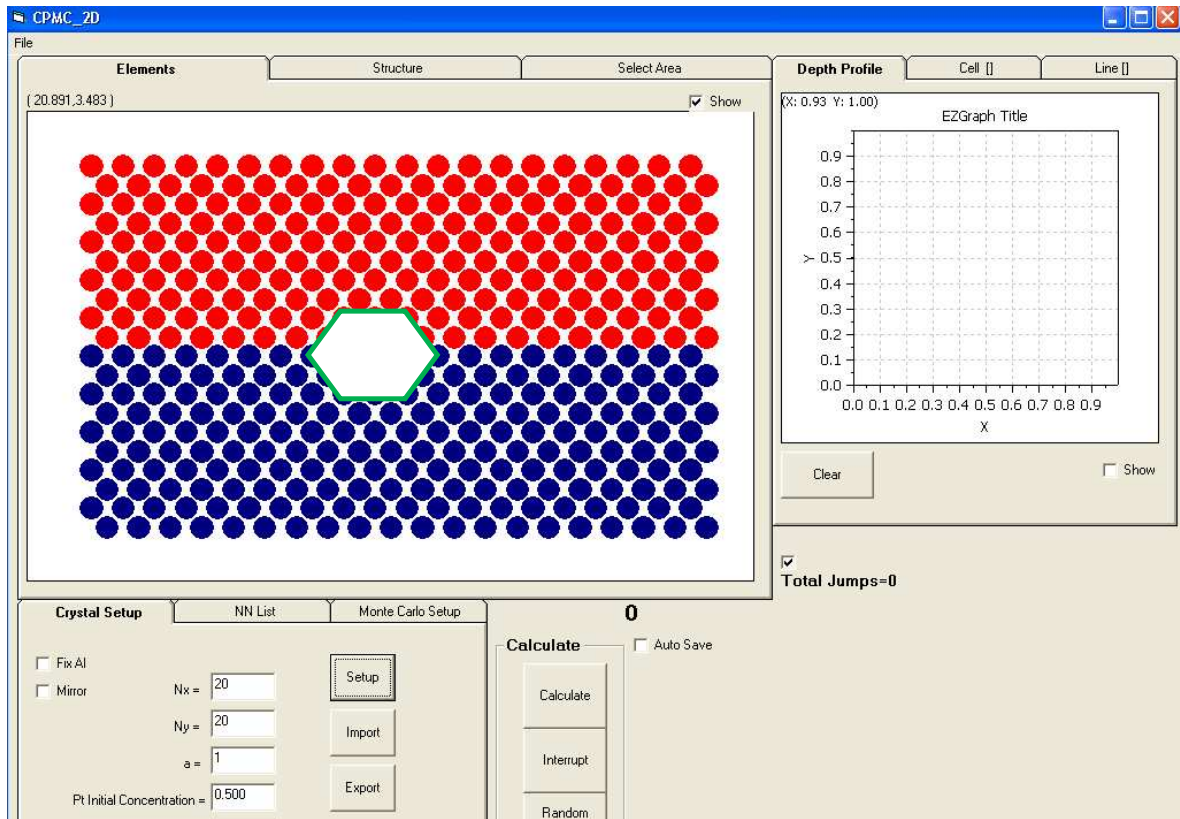 CPMC_2D
File
Elements
Structure
Select Area
( 20.891,3.483 )
Show
Depth Profile
Cell []
Line []
(X: 0.93 Y: 1.00)
EZGraph Title
0.9
0.8
0.7
0.6
Y 0.5
0.4
0.3
0.2
0.1
0.0
0.0 0.1 0.2 0.3 0.4 0.5 0.6 0.7 0.8 0.9
X
Clear
Show
Total Jumps=0
Crystal Setup
NN List
Monte Carlo Setup
Fix Al
Mirror
Nx = 20
Ny = 20
a = 1
Pt Initial Concentration = 0.500
Setup
Import
Export
0
Calculate
Auto Save
Calculate
Interrupt
Random